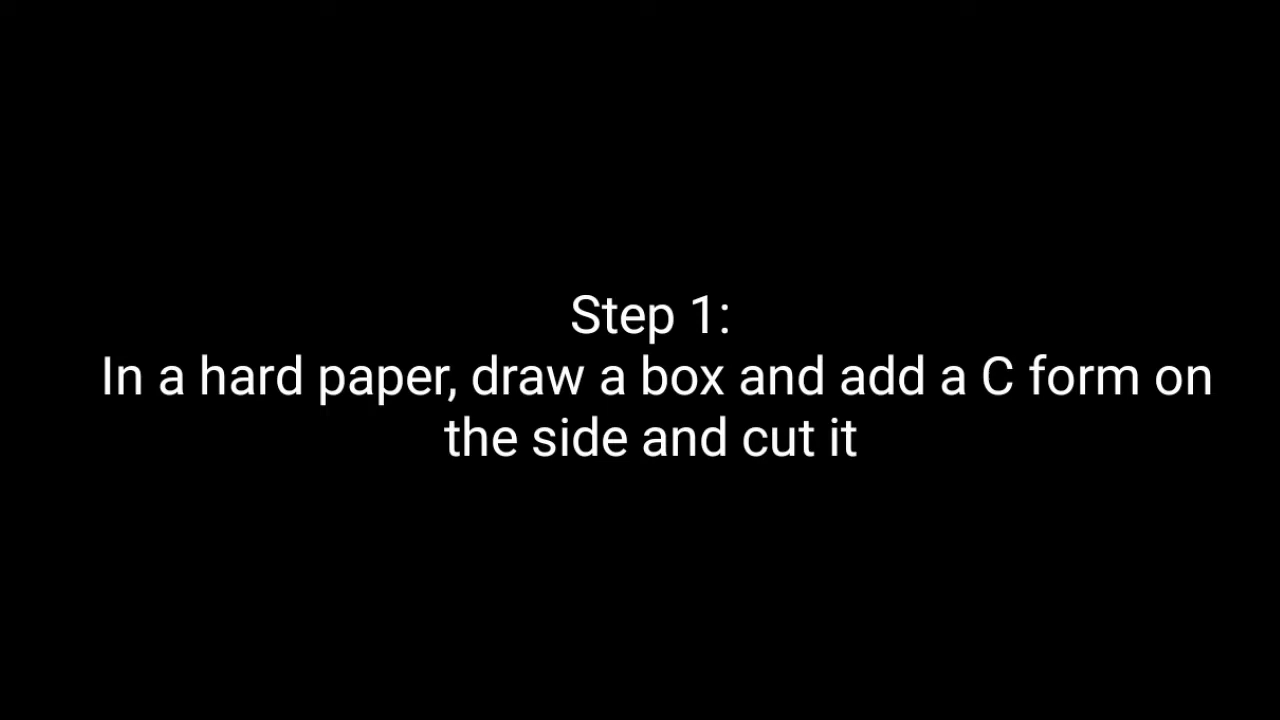 Step 1:
In a hard paper, draw a box and add a C form on
the side and cut it